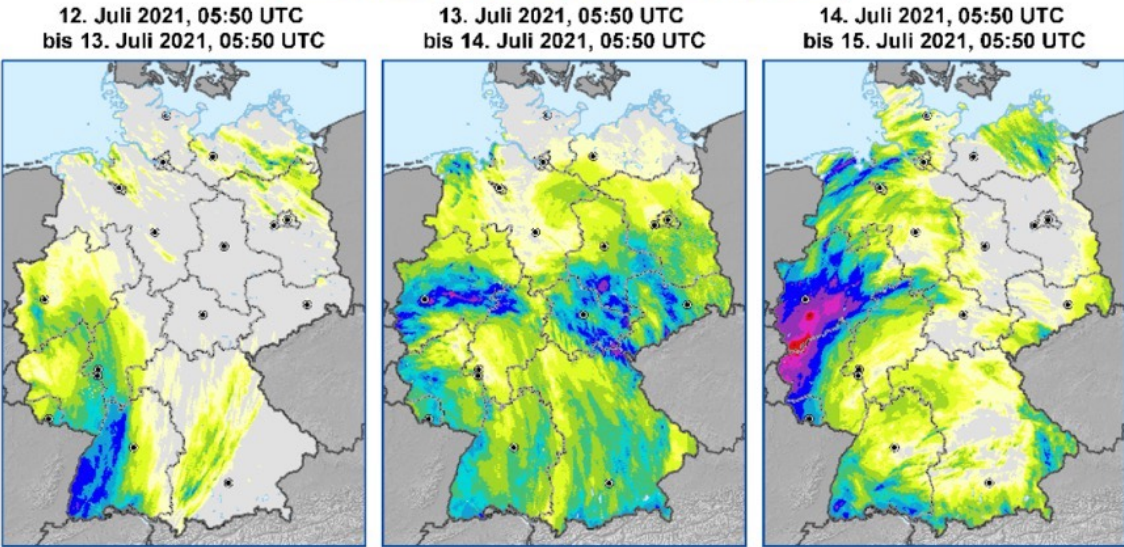 12. Juli 2021, 05:50 UTC
bis 13. Juli 2021, 05:50 UTC
13. Juli 2021, 05:50 UTC
bis 14. Juli 2021, 05:50 UTC
14. Juli 2021, 05:50 UTC
bis 15. Juli 2021, 05:50 UTC